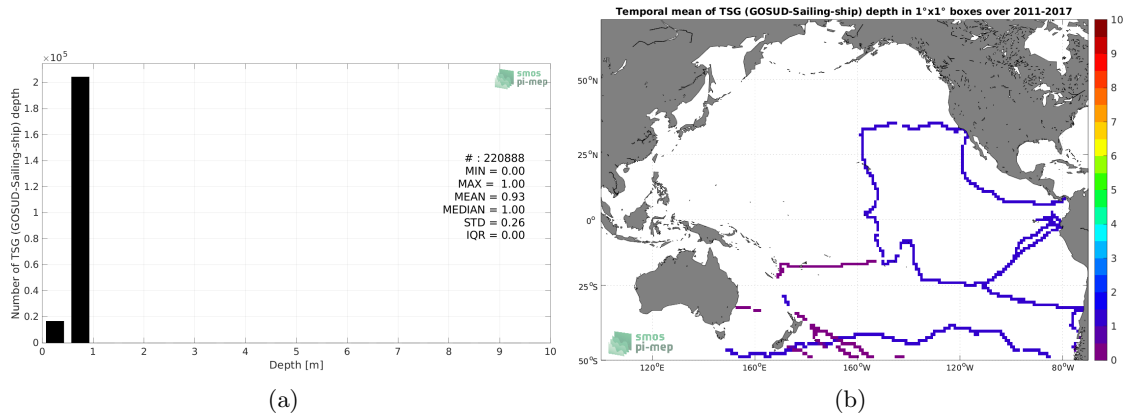 ×10⁵
2
1.8
1.6
1.4
1.2
1
0.8
0.6
0.4
0.2
0
Number of TSG (GOSUD-Sailing-ship) depth
smos
pi-mep
# : 220888
MIN = 0.00
MAX = 1.00
MEAN = 0.93
MEDIAN = 1.00
STD = 0.26
IQR = 0.00
0 1 2 3 4 5 6 7 8 9 10
Depth [m]
(a)
Temporal mean of TSG (GOSUD-Sailing-ship) depth in 1°x1° boxes over 2011-2017
50°N
25°N
0°
25°S
50°S
120°E 160°E 160°W 120°W 80°W
smos
pi-mep
10
9
8
7
6
5
4
3
2
1
0
(b)